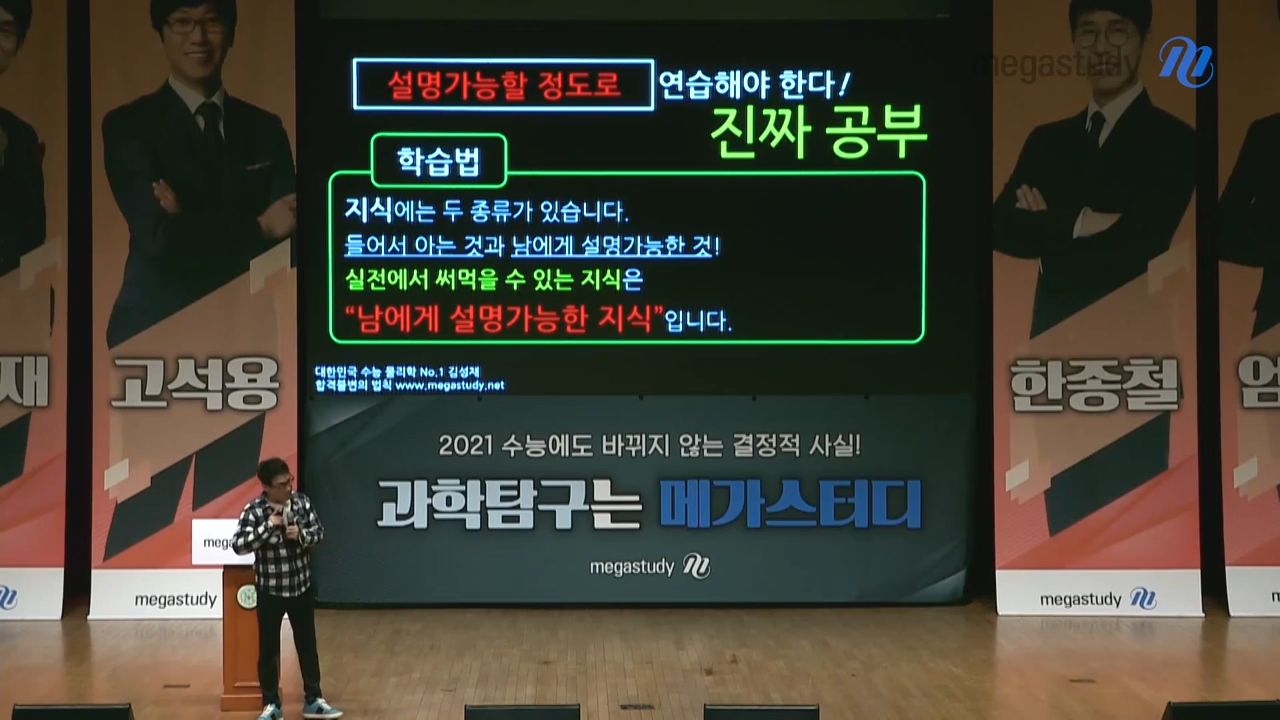 megastudy
설명가능할 정도로 연습해야 한다!
진짜 공부
학습법
지식에는 두 종류가 있습니다.
들어서 아는 것과 남에게 설명가능한 것!
실전에서 써먹을 수 있는 지식은
“남에게 설명가능한 지식”입니다.
대한민국 수능 물리학 No.1 김성재
합격불변의 법칙 www.megastudy.net
재
고석용
한종철
엄
2021 수능에도 바뀌지 않는 결정적 사실!
과학탐구는 메가스터디
megastudy
mega
megastudy
megastudy
m